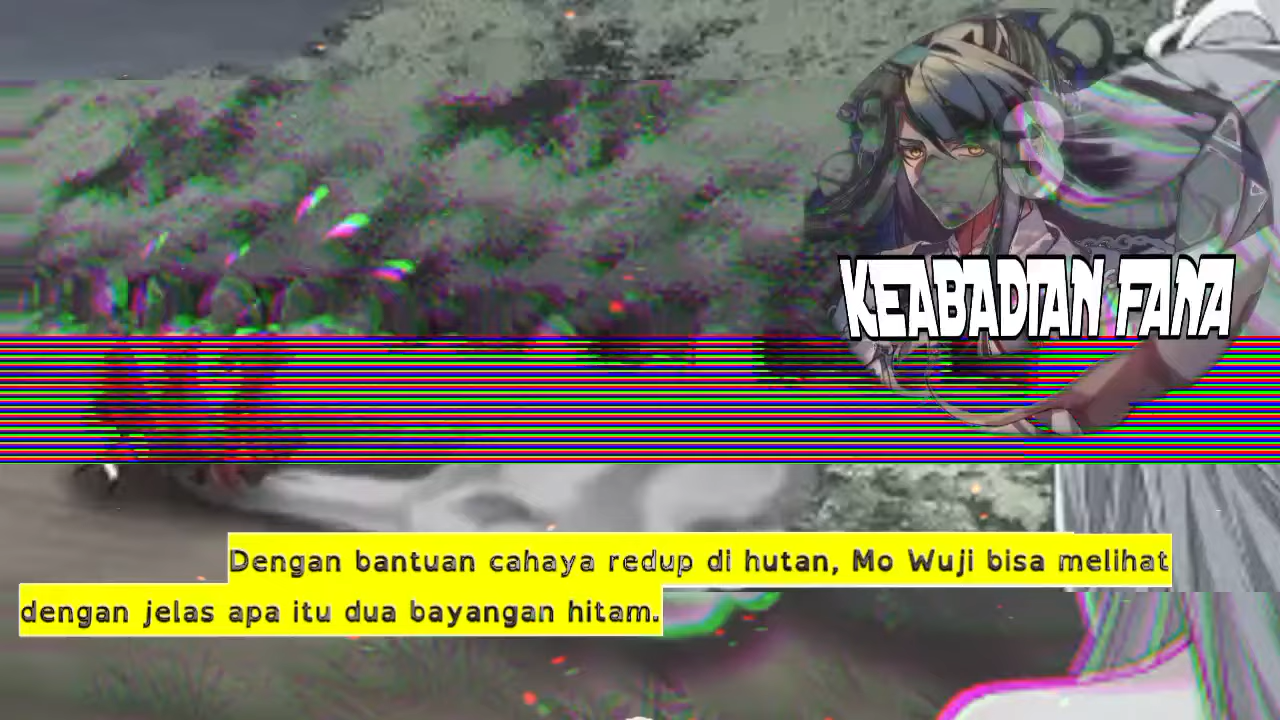 3
KEABADIAN FANA
Dengan bantuan cahaya redup di hutan, Mo Wuji bisa melihat
dengan jelas apa itu dua bayangan hitam.